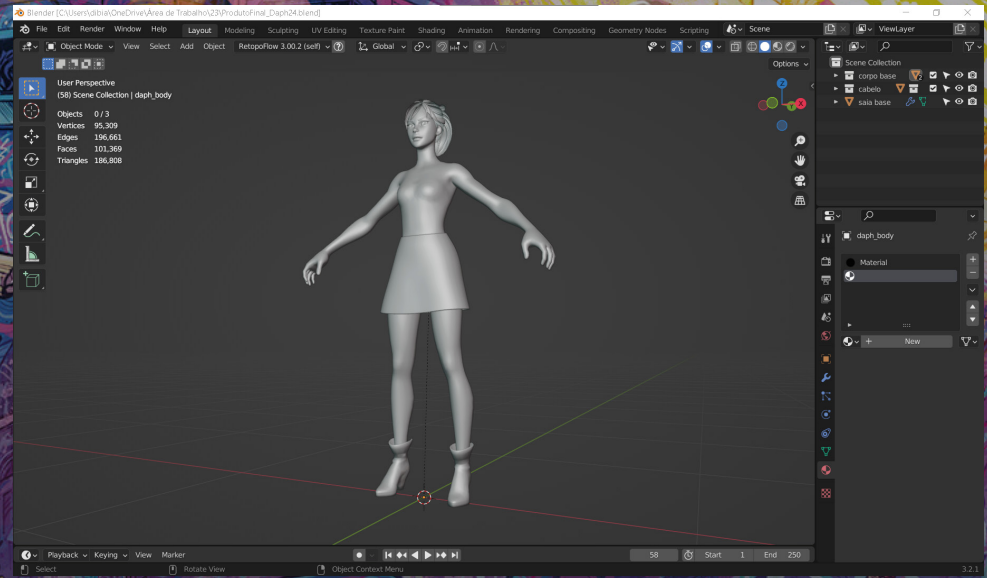 Blender [C:\Users\dibia\OneDrive\Área de Trabalho\23\ProdutoFinal_Daph24.blend]
File Edit Render Window Help Layout Modeling Sculpting UV Editing Texture Paint Shading Animation Rendering Compositing Geometry Nodes Scripting Scene ViewLayer
Object Mode View Select Add Object RetopoFlow 3.00.2 (self) Global
Options
User Perspective
(58) Scene Collection | daph_body
Objects 0/3
Vertices 95,309
Edges 196,661
Faces 101,369
Triangles 186,808
Z
X
Y
Scene Collection
corpo base 2
cabelo
saia base
daph_body
Material
New
Playback Keying View Marker 58 Start 1 End 250
Select Rotate View Object Context Menu 3.2.1